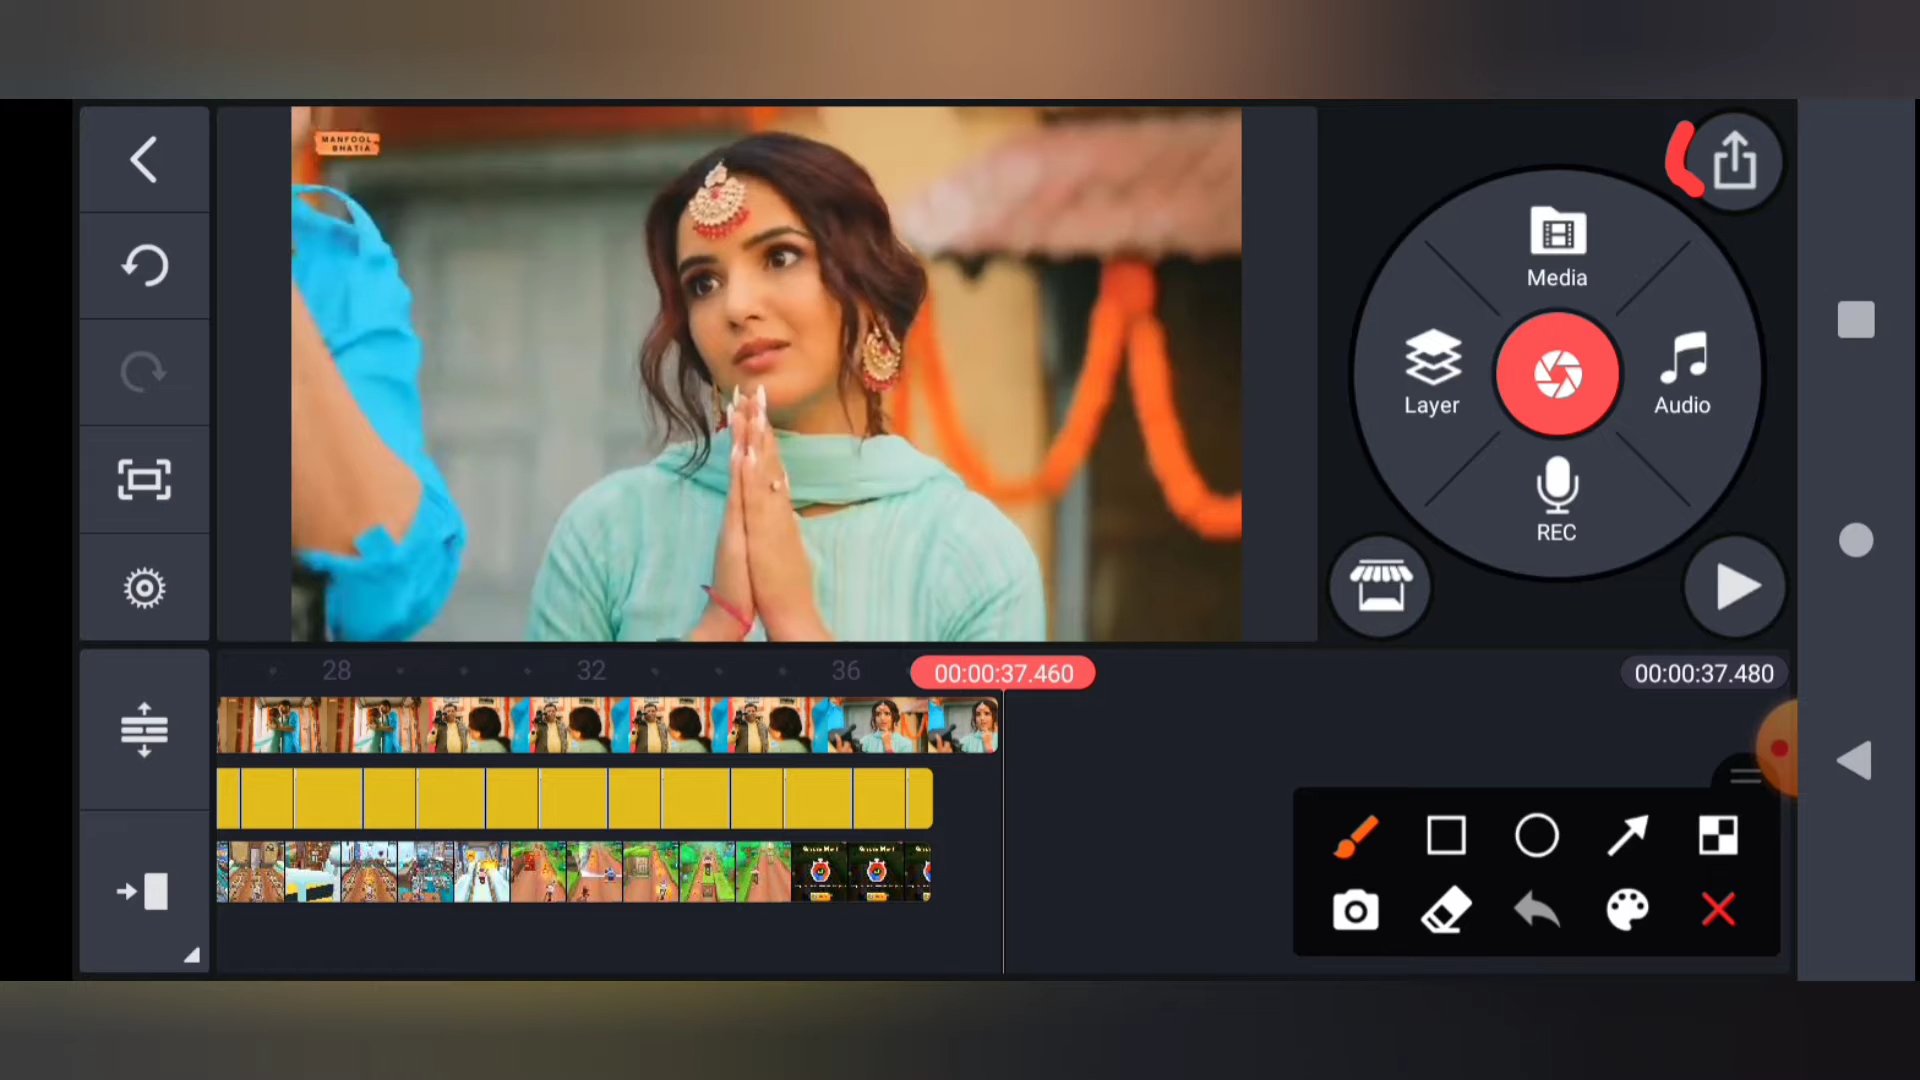 MANFOOL
BHATIA
Media
Layer
Audio
REC
28
32
36
00:00:37.460
00:00:37.480